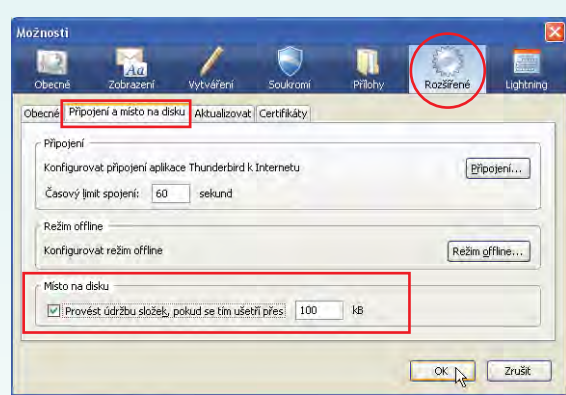 Možnosti
Obecné Zobrazení Vytváření Soukromí Přílohy Rozšířené Lightning
Obecné Připojení a místo na disku Aktualizovat Certifikáty
Připojení
Konfigurovat připojení aplikace Thunderbird k Internetu Připojení...
Časový limit spojení: 60 sekund
Režim offline
Konfigurovat režim offline Režim offline...
Místo na disku
Provést údržbu složek, pokud se tím ušetří přes 100 kB
OK Zrušit